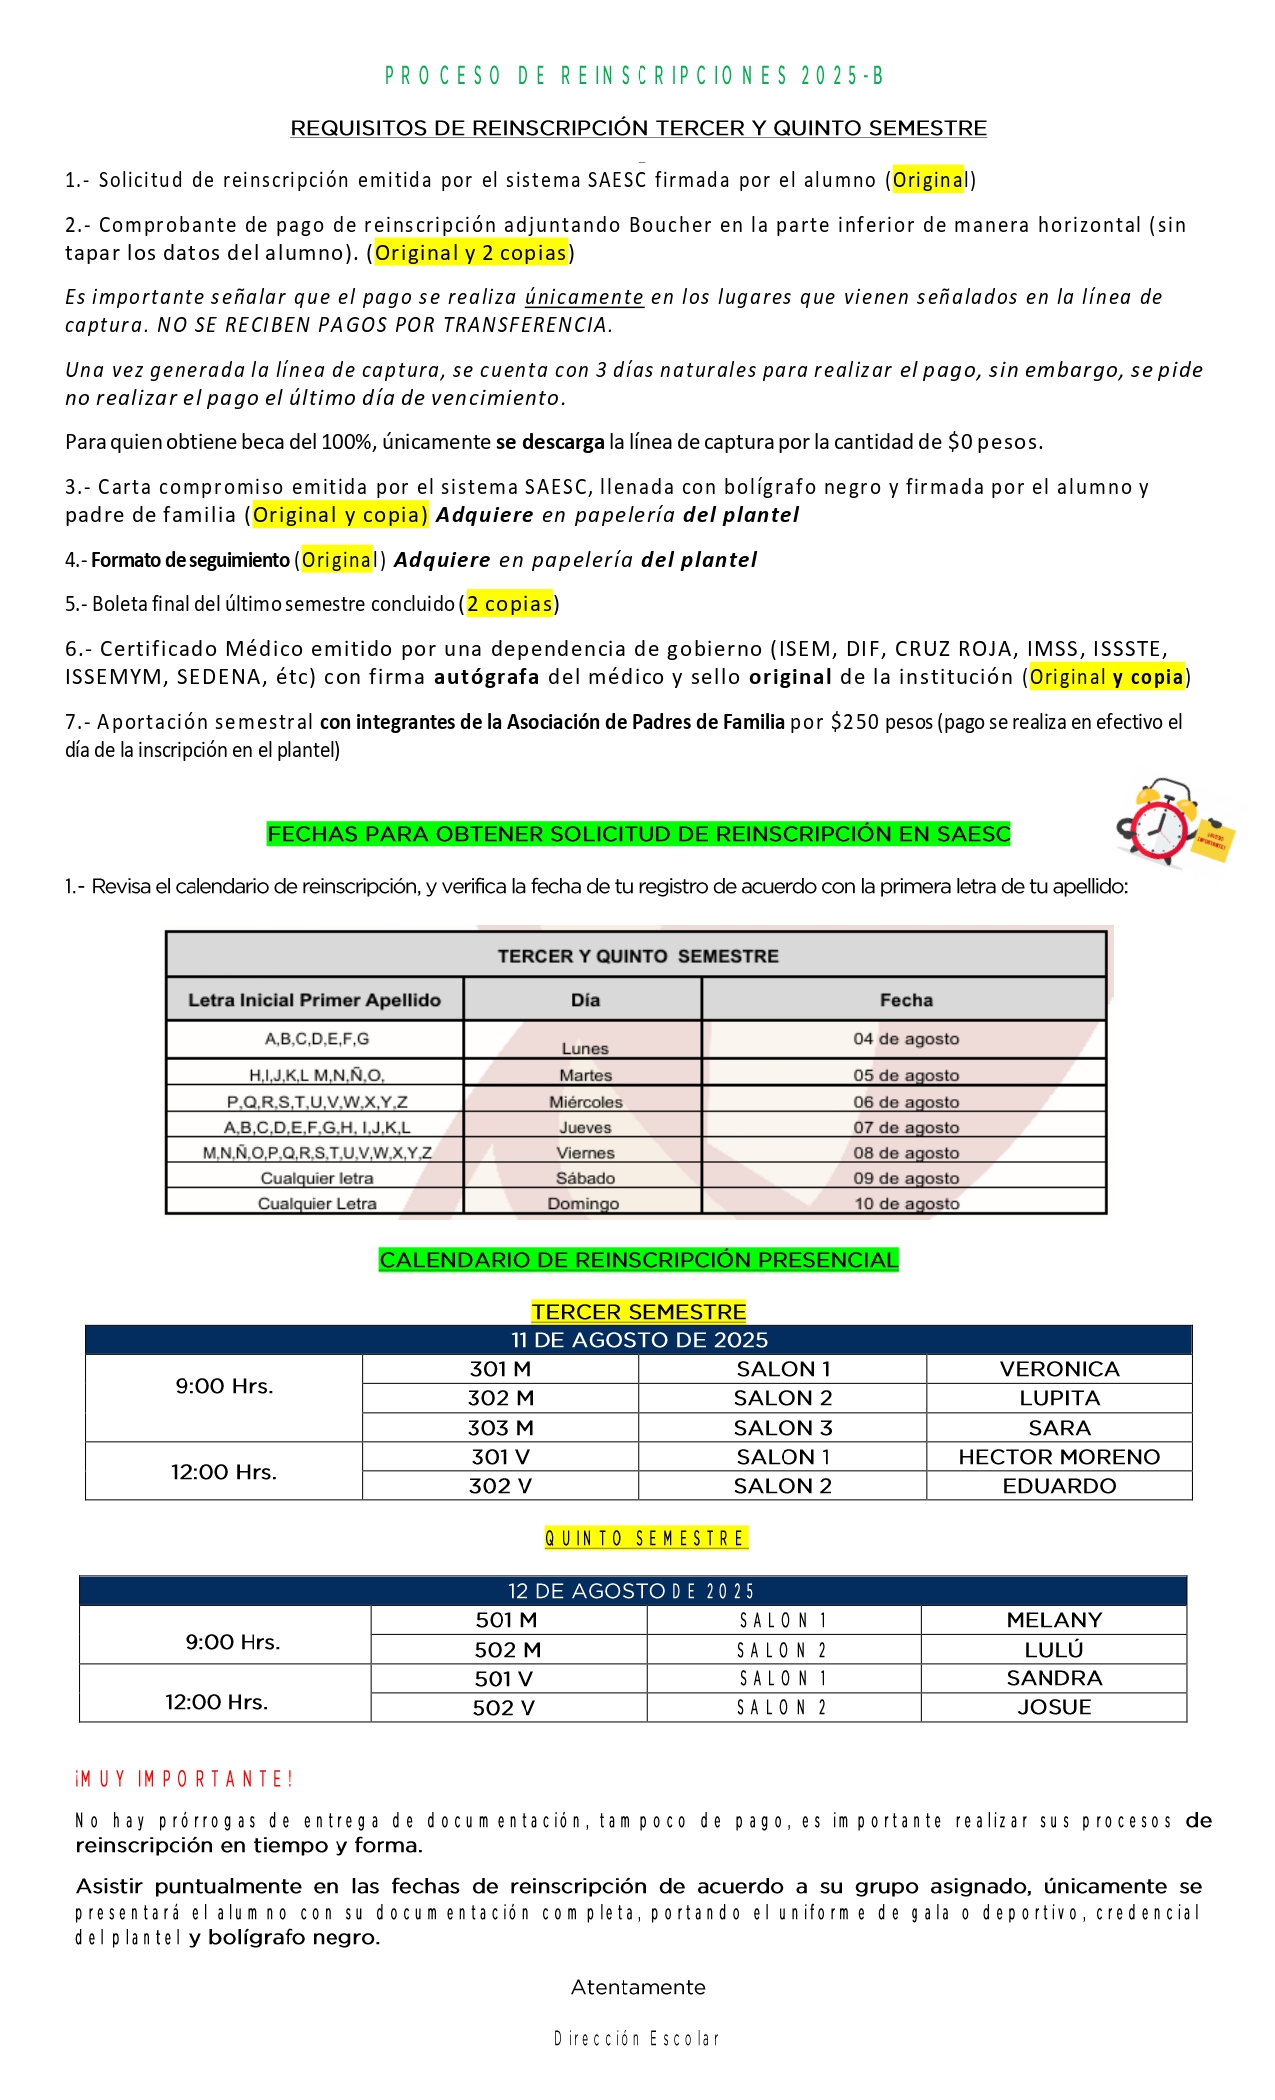 PROCESO DE REINSCRIPCIONES 2025-B
REQUISITOS DE REINSCRIPCIÓN TERCER Y QUINTO SEMESTRE
1.- Solicitud de reinscripción emitida por el sistema SAESC firmada por el alumno (Original)
2.- Comprobante de pago de reinscripción adjuntando Boucher en la parte inferior de manera horizontal (sin
tapar los datos del alumno). (Original y 2 copias)
Es importante señalar que el pago se realiza únicamente en los lugares que vienen señalados en la línea de
captura. NO SE RECIBEN PAGOS POR TRANSFERENCIA.
Una vez generada la línea de captura, se cuenta con 3 días naturales para realizar el pago, sin embargo, se pide
no realizar el pago el último día de vencimiento.
Para quien obtiene beca del 100%, únicamente se descarga la línea de captura por la cantidad de $0 pesos.
3.- Carta compromiso emitida por el sistema SAESC, llenada con bolígrafo negro y firmada por el alumno y
padre de familia (Original y copia) Adquiere en papelería del plantel
4.- Formato de seguimiento (Original) Adquiere en papelería del plantel
5.- Boleta final del último semestre concluido (2 copias)
6.- Certificado Médico emitido por una dependencia de gobierno (ISEM, DIF, CRUZ ROJA, IMSS, ISSSTE,
ISSEMYM, SEDENA, étc) con firma autógrafa del médico y sello original de la institución (Original y copia)
7.- Aportación semestral con integrantes de la Asociación de Padres de Familia por $250 pesos (pago se realiza en efectivo el
día de la inscripción en el plantel)
FECHAS PARA OBTENER SOLICITUD DE REINSCRIPCIÓN EN SAESC
1.- Revisa el calendario de reinscripción, y verifica la fecha de tu registro de acuerdo con la primera letra de tu apellido:
TERCER Y QUINTO SEMESTRE
Letra Inicial Primer Apellido Día Fecha
A,B,C,D,E,F,G Lunes 04 de agosto
H,I,J,K,L M,N,Ñ,O, Martes 05 de agosto
P,Q,R,S,T,U,V,W,X,Y,Z Miércoles 06 de agosto
A,B,C,D,E,F,G,H, I,J,K,L Jueves 07 de agosto
M,N,Ñ,O,P,Q,R,S,T,U,V,W,X,Y,Z Viernes 08 de agosto
Cualquier letra Sábado 09 de agosto
Cualquier Letra Domingo 10 de agosto
CALENDARIO DE REINSCRIPCIÓN PRESENCIAL
TERCER SEMESTRE
11 DE AGOSTO DE 2025
9:00 Hrs. 301 M SALON 1 VERONICA
302 M SALON 2 LUPITA
303 M SALON 3 SARA
12:00 Hrs. 301 V SALON 1 HECTOR MORENO
302 V SALON 2 EDUARDO
QUINTO SEMESTRE
12 DE AGOSTO DE 2025
9:00 Hrs. 501 M SALON 1 MELANY
502 M SALON 2 LULÚ
12:00 Hrs. 501 V SALON 1 SANDRA
502 V SALON 2 JOSUE
¡MUY IMPORTANTE!
No hay prórrogas de entrega de documentación, tampoco de pago, es importante realizar sus procesos de
reinscripción en tiempo y forma.
Asistir puntualmente en las fechas de reinscripción de acuerdo a su grupo asignado, únicamente se
presentará el alumno con su documentación completa, portando el uniforme de gala o deportivo, credencial
del plantel y bolígrafo negro.
Atentamente
Dirección Escolar